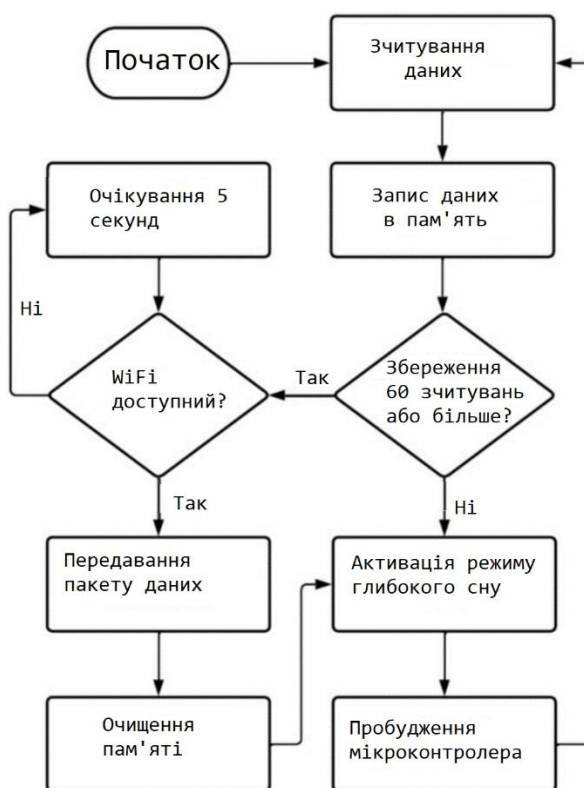 Початок
Зчитування
даних
Очікування 5
секунд
Запис даних
в пам'ять
Ні
WiFi
доступний?
Так
Збереження
60 зчитувань
або більше?
Так
Ні
Передавання
пакету даних
Активація режиму
глибокого сну
Очищення
пам'яті
Пробудження
мікроконтролера